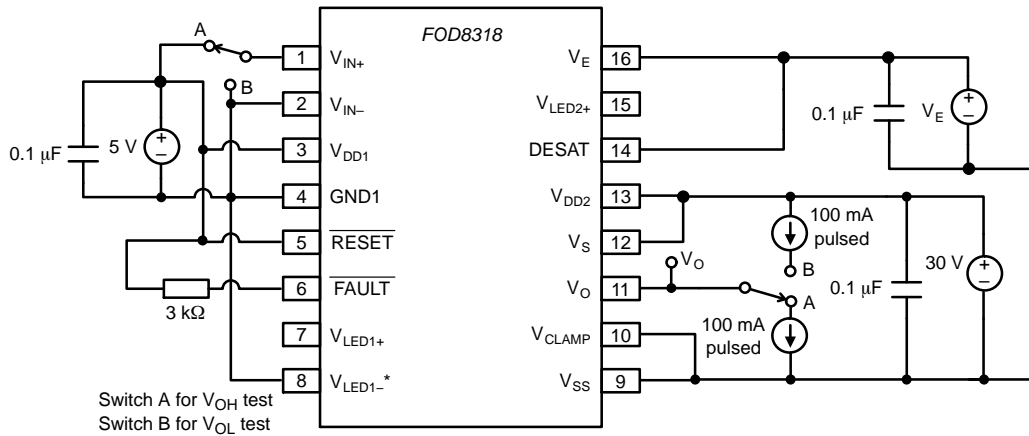 FOD8318
A
B
1 V_IN+
2 V_IN–
3 V_DD1
4 GND1
5 RESET
6 FAULT
7 V_LED1+
8 V_LED1–*
0.1 μF
5 V
+
–
3 kΩ
V_E 16
V_LED2+ 15
DESAT 14
V_DD2 13
V_S 12
V_O 11
V_CLAMP 10
V_SS 9
0.1 μF
V_E
+
–
100 mA
pulsed
B
V_O
A
100 mA
pulsed
0.1 μF
30 V
+
–
Switch A for V_OH test
Switch B for V_OL test